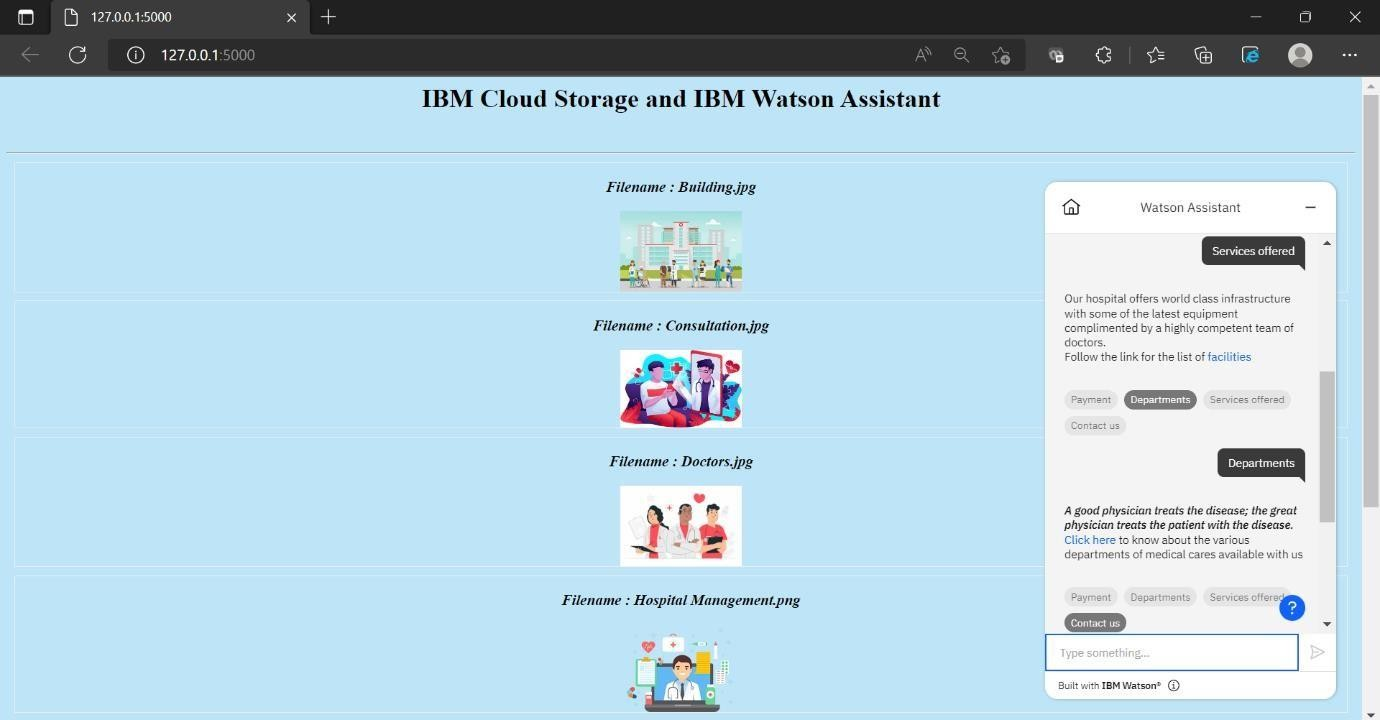 127.0.0.1:5000
127.0.0.1:5000
IBM Cloud Storage and IBM Watson Assistant
Filename : Building.jpg
Filename : Consultation.jpg
Filename : Doctors.jpg
Filename : Hospital Management.png
Watson Assistant
Services offered
Our hospital offers world class infrastructure
with some of the latest equipment
complimented by a highly competent team of
doctors.
Follow the link for the list of facilities
Payment Departments Services offered
Contact us
Departments
A good physician treats the disease; the great
physician treats the patient with the disease.
Click here to know about the various
departments of medical cares available with us
Payment Departments Services offered
?
Contact us
Type something...
Built with IBM Watson®